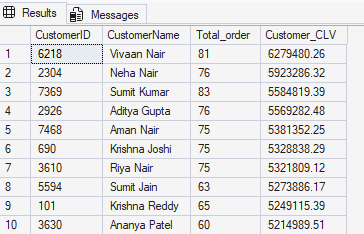 Results Messages
CustomerID CustomerName Total_order Customer_CLV
1 6218 Vivaan Nair 81 6279480.26
2 2304 Neha Nair 76 5923286.32
3 7369 Sumit Kumar 83 5584819.39
4 2926 Aditya Gupta 76 5569282.48
5 7468 Aman Nair 75 5381352.25
6 690 Krishna Joshi 75 5328838.29
7 3610 Riya Nair 75 5321809.12
8 5594 Sumit Jain 63 5273886.17
9 101 Krishna Reddy 65 5249115.39
10 3630 Ananya Patel 60 5214989.51